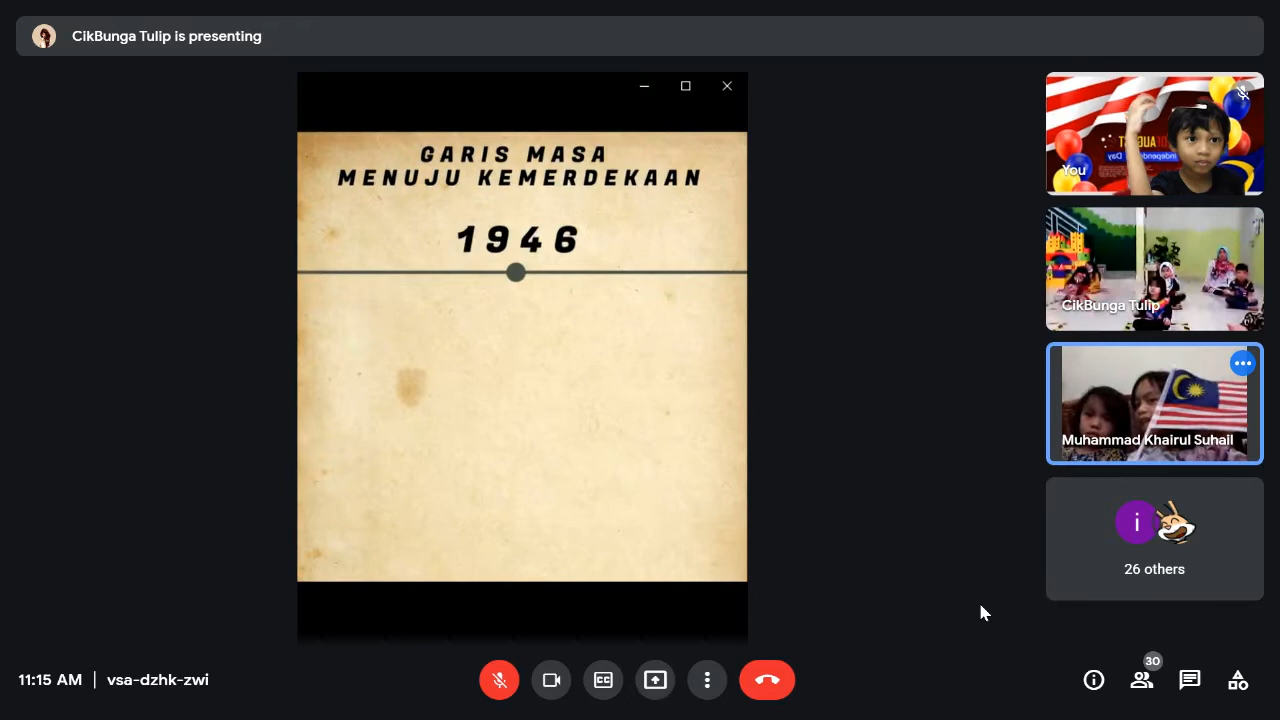 CikBunga Tulip is presenting
GARIS MASA
MENUJU KEMERDEKAAN
1946
You
CikBunga Tulip
Muhammad Khairul Suhail
i
26 others
11:15 AM | vsa-dzhk-zwi
CC
30